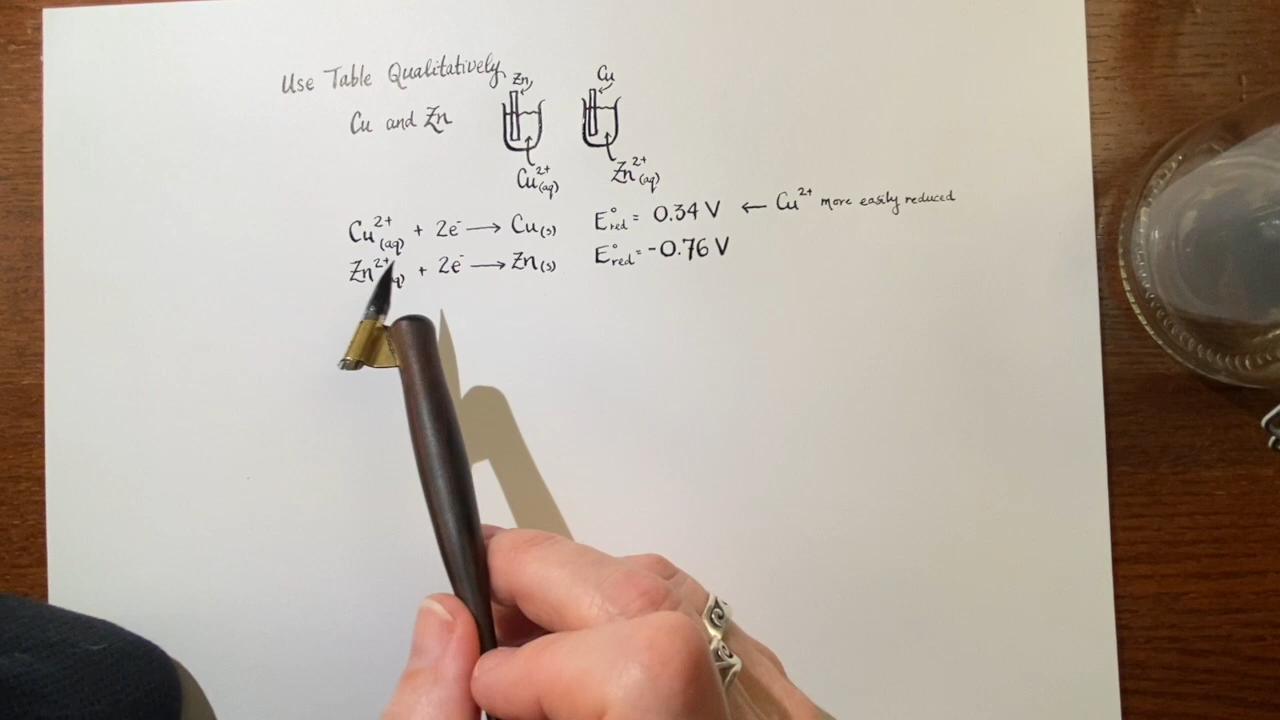 Use Table Qualitatively
Zn
Cu
Cu and Zn
Cu²⁺(aq)
Zn²⁺(aq)
Cu²⁺(aq) + 2e⁻ → Cu(s) E°red = 0.34 V ← Cu²⁺ more easily reduced
Zn²⁺ q) + 2e⁻ → Zn(s) E°red = -0.76 V